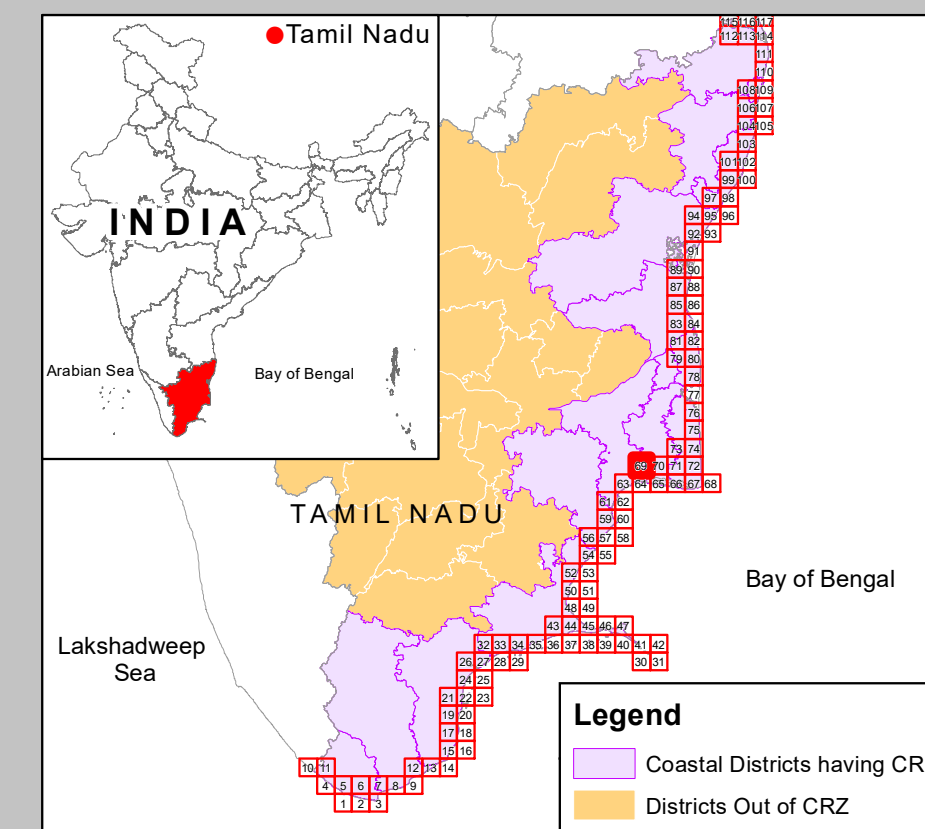 Tamil Nadu
INDIA
Arabian Sea
Bay of Bengal
115 116 117
112 113 114
111
110
108 109
106 107
104 105
103
101 102
99 100
97 98
94 95 96
92 93
91
89 90
87 88
85 86
83 84
81 82
79 80
78
77
76
75
73 74
69 70 71 72
63 64 65 66 67 68
61 62
59 60
TAMIL NADU
56 57 58
54 55
52 53
Bay of Bengal
50 51
48 49
43 44 45 46 47
Lakshadweep
Sea
32 33 34 35 36 37 38 39 40 41 42
26 27 28 29 30 31
24 25
21 22 23
19 20
17 18
15 16
10 11 12 13 14
4 5 6 7 8 9
1 2 3
Legend
Coastal Districts having CR
Districts Out of CRZ